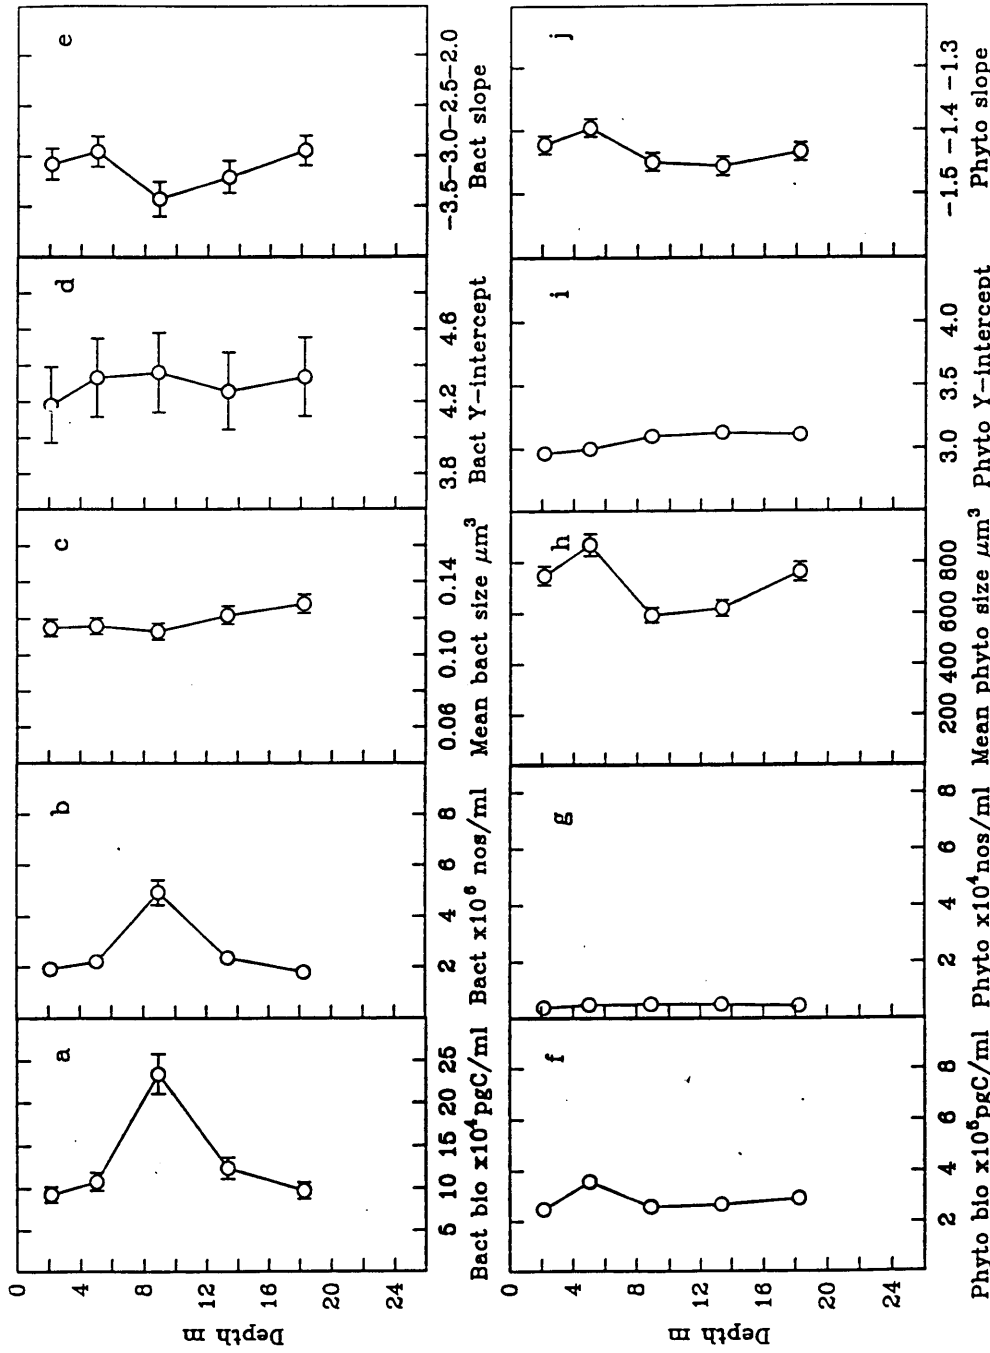 a
b
c
d
e
0
4
8
12
16
20
24
Depth m
5 10 15 20 25
2 4 6 8
0.06 0.10 0.14
3.8 4.2 4.6
-3.5-3.0-2.5-2.0
Bact bio x10⁴pgC/ml
Bact x10⁶ nos/ml
Mean bact size μm³
Bact Y-intercept
Bact slope
f
g
h
i
j
0
4
8
12
16
20
24
Depth m
2 4 6 8
2 4 6 8
200 400 600 800
3.0 3.5 4.0
-1.5 -1.4 -1.3
Phyto bio x10⁵pgC/ml
Phyto x10⁴nos/ml
Mean phyto size μm³
Phyto Y-intercept
Phyto slope